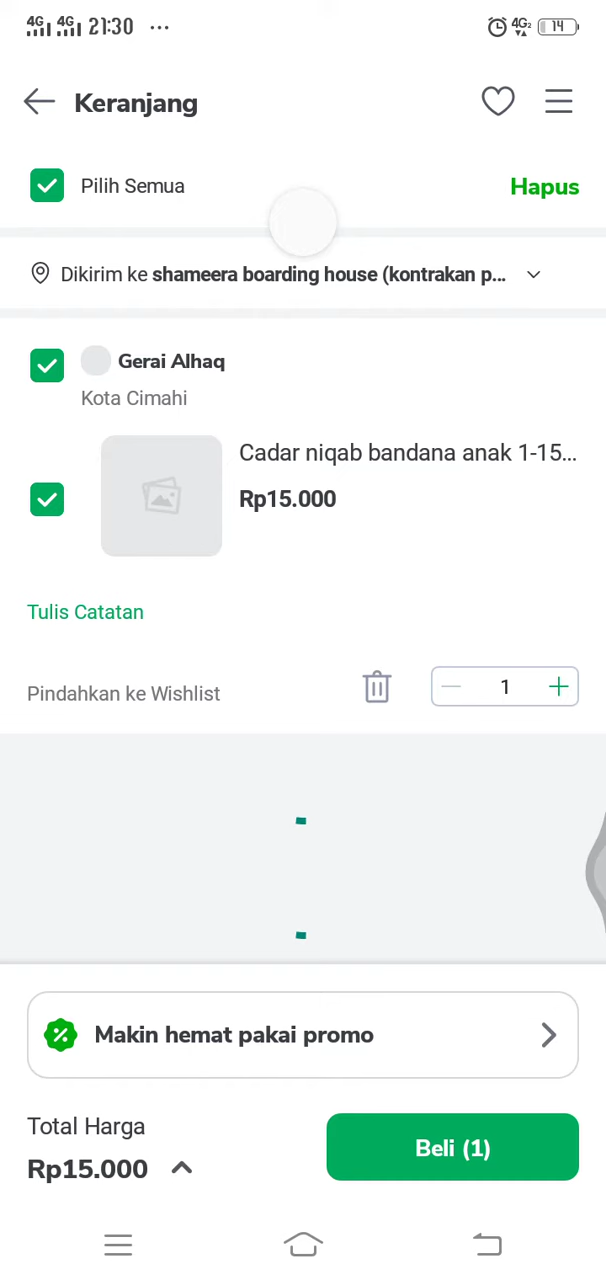 4G 4G 21:30 ... 4G2 14
Keranjang
Pilih Semua Hapus
Dikirim ke shameera boarding house (kontrakan p...
Gerai Alhaq
Kota Cimahi
Cadar niqab bandana anak 1-15...
Rp15.000
Tulis Catatan
Pindahkan ke Wishlist 1
Makin hemat pakai promo
Total Harga
Rp15.000
Beli (1)